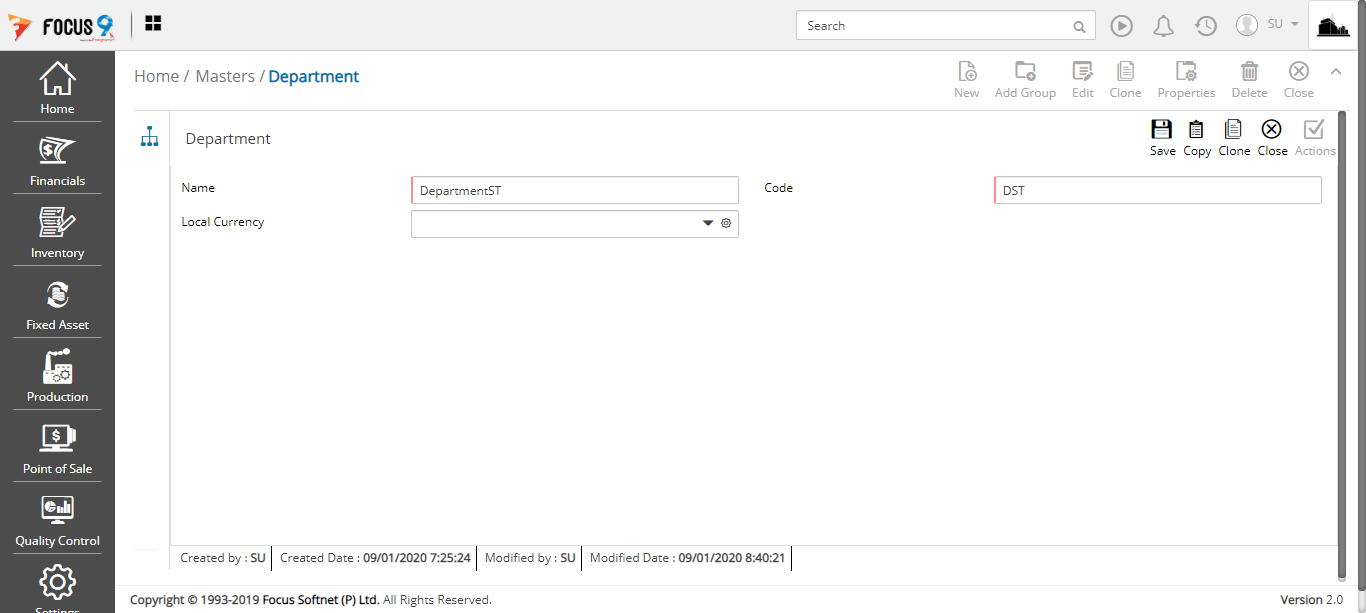 FOCUS 9
Search
SU
Home / Masters / Department
New Add Group Edit Clone Properties Delete Close
Home
Financials
Inventory
Fixed Asset
Production
Point of Sale
Quality Control
Settings
Department
Save Copy Clone Close Actions
Name DepartmentST Code DST
Local Currency
Created by : SU Created Date : 09/01/2020 7:25:24 Modified by : SU Modified Date : 09/01/2020 8:40:21
Copyright © 1993-2019 Focus Softnet (P) Ltd. All Rights Reserved. Version 2.0